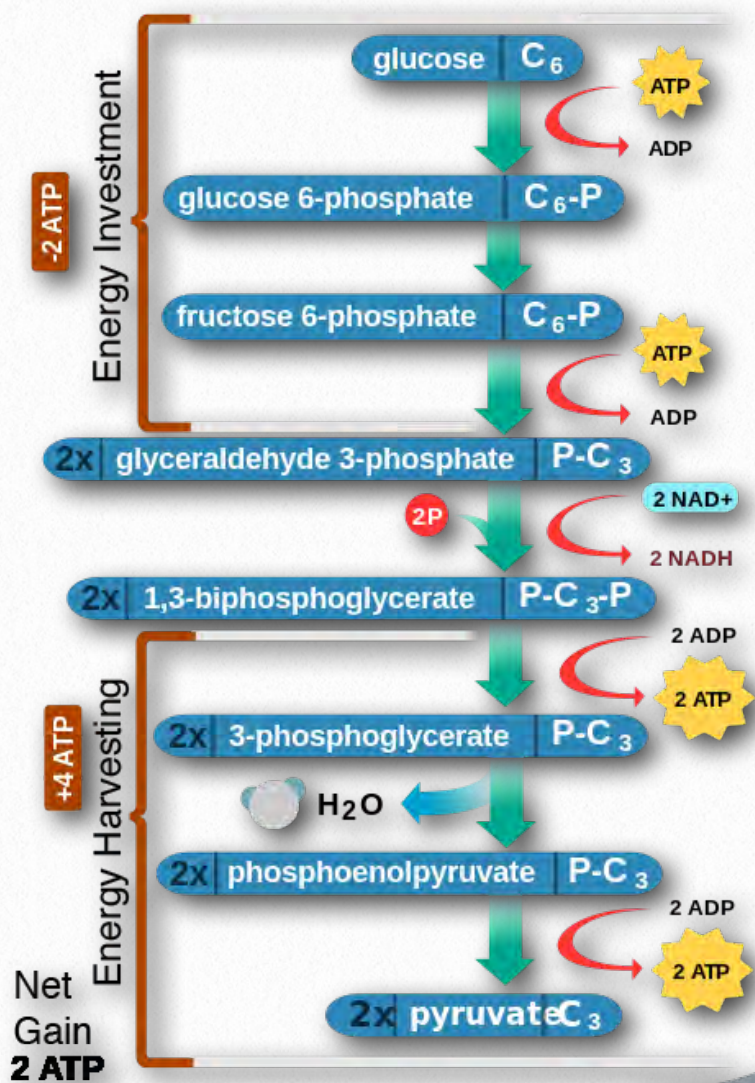 glucose C6
ATP
ADP
-2 ATP
Energy Investment
glucose 6-phosphate C6-P
fructose 6-phosphate C6-P
ATP
ADP
2x glyceraldehyde 3-phosphate P-C3
2P
2 NAD+
2 NADH
2x 1,3-biphosphoglycerate P-C3-P
2 ADP
2 ATP
+4 ATP
Energy Harvesting
2x 3-phosphoglycerate P-C3
H2O
2x phosphoenolpyruvate P-C3
2 ADP
2 ATP
2x pyruvate C3
Net
Gain
2 ATP